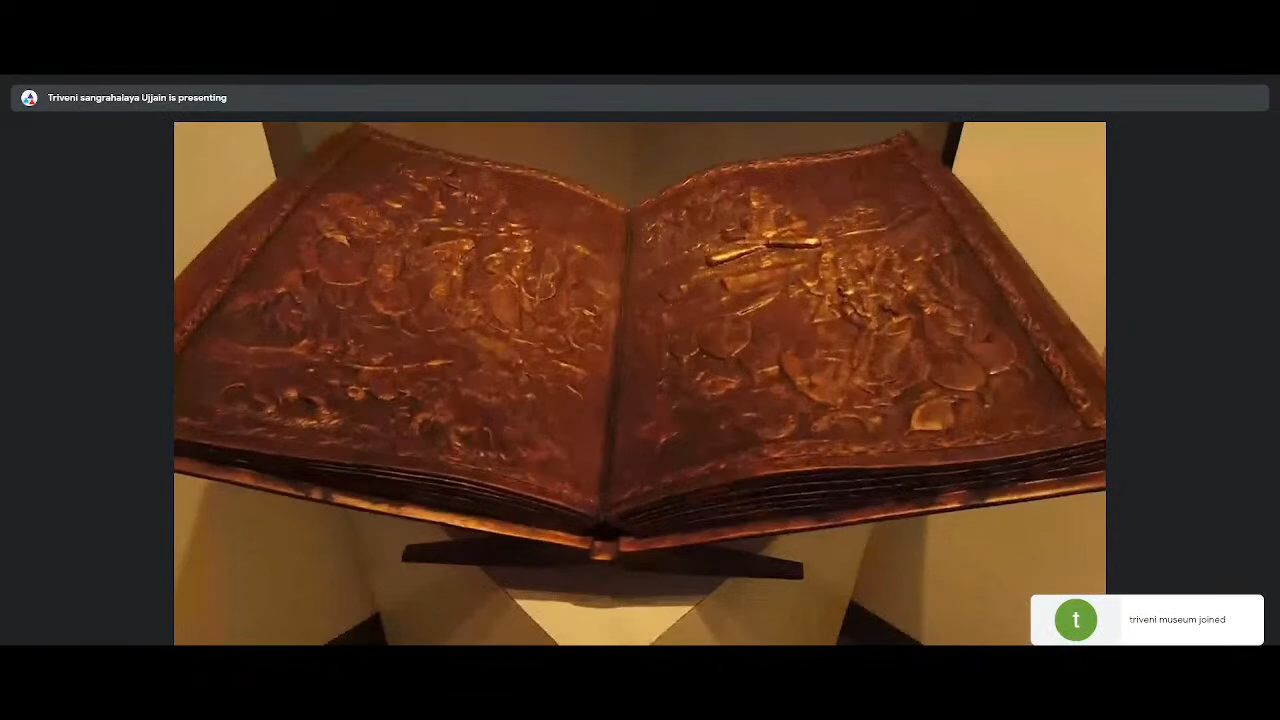 Triveni sangrahalaya Ujjain is presenting
t
triveni museum joined